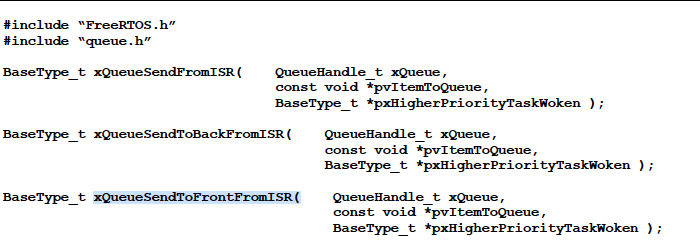 #include “FreeRTOS.h”
#include “queue.h”
BaseType_t xQueueSendFromISR( QueueHandle_t xQueue,
const void *pvItemToQueue,
BaseType_t *pxHigherPriorityTaskWoken );
BaseType_t xQueueSendToBackFromISR( QueueHandle_t xQueue,
const void *pvItemToQueue,
BaseType_t *pxHigherPriorityTaskWoken );
BaseType_t xQueueSendToFrontFromISR( QueueHandle_t xQueue,
const void *pvItemToQueue,
BaseType_t *pxHigherPriorityTaskWoken );